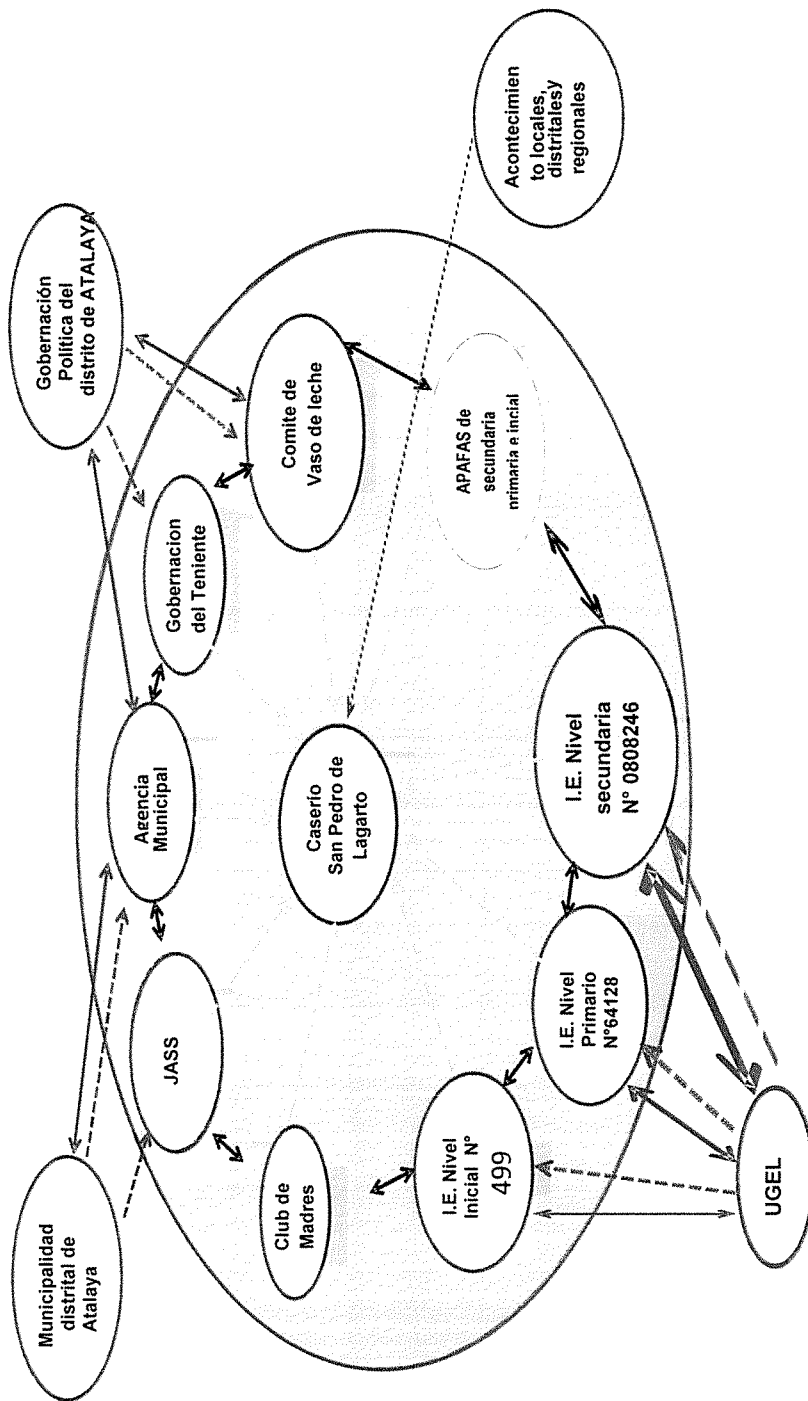 Municipalidad
distrital de
Atalaya
Gobernación
Política del
distrito de ATALAYA
JASS
Agencia
Municipal
Gobernacion
del Teniente
Comite de
Vaso de leche
Club de
Madres
Caserío
San Pedro de
Lagarto
APAFAS de
secundaria
primaria e incial
Acontecimien
to locales,
distritales y
regionales
I.E. Nivel
Inicial N°
499
I.E. Nivel
Primario
N°64128
I.E. Nivel
secundaria
N° 0808246
UGEL